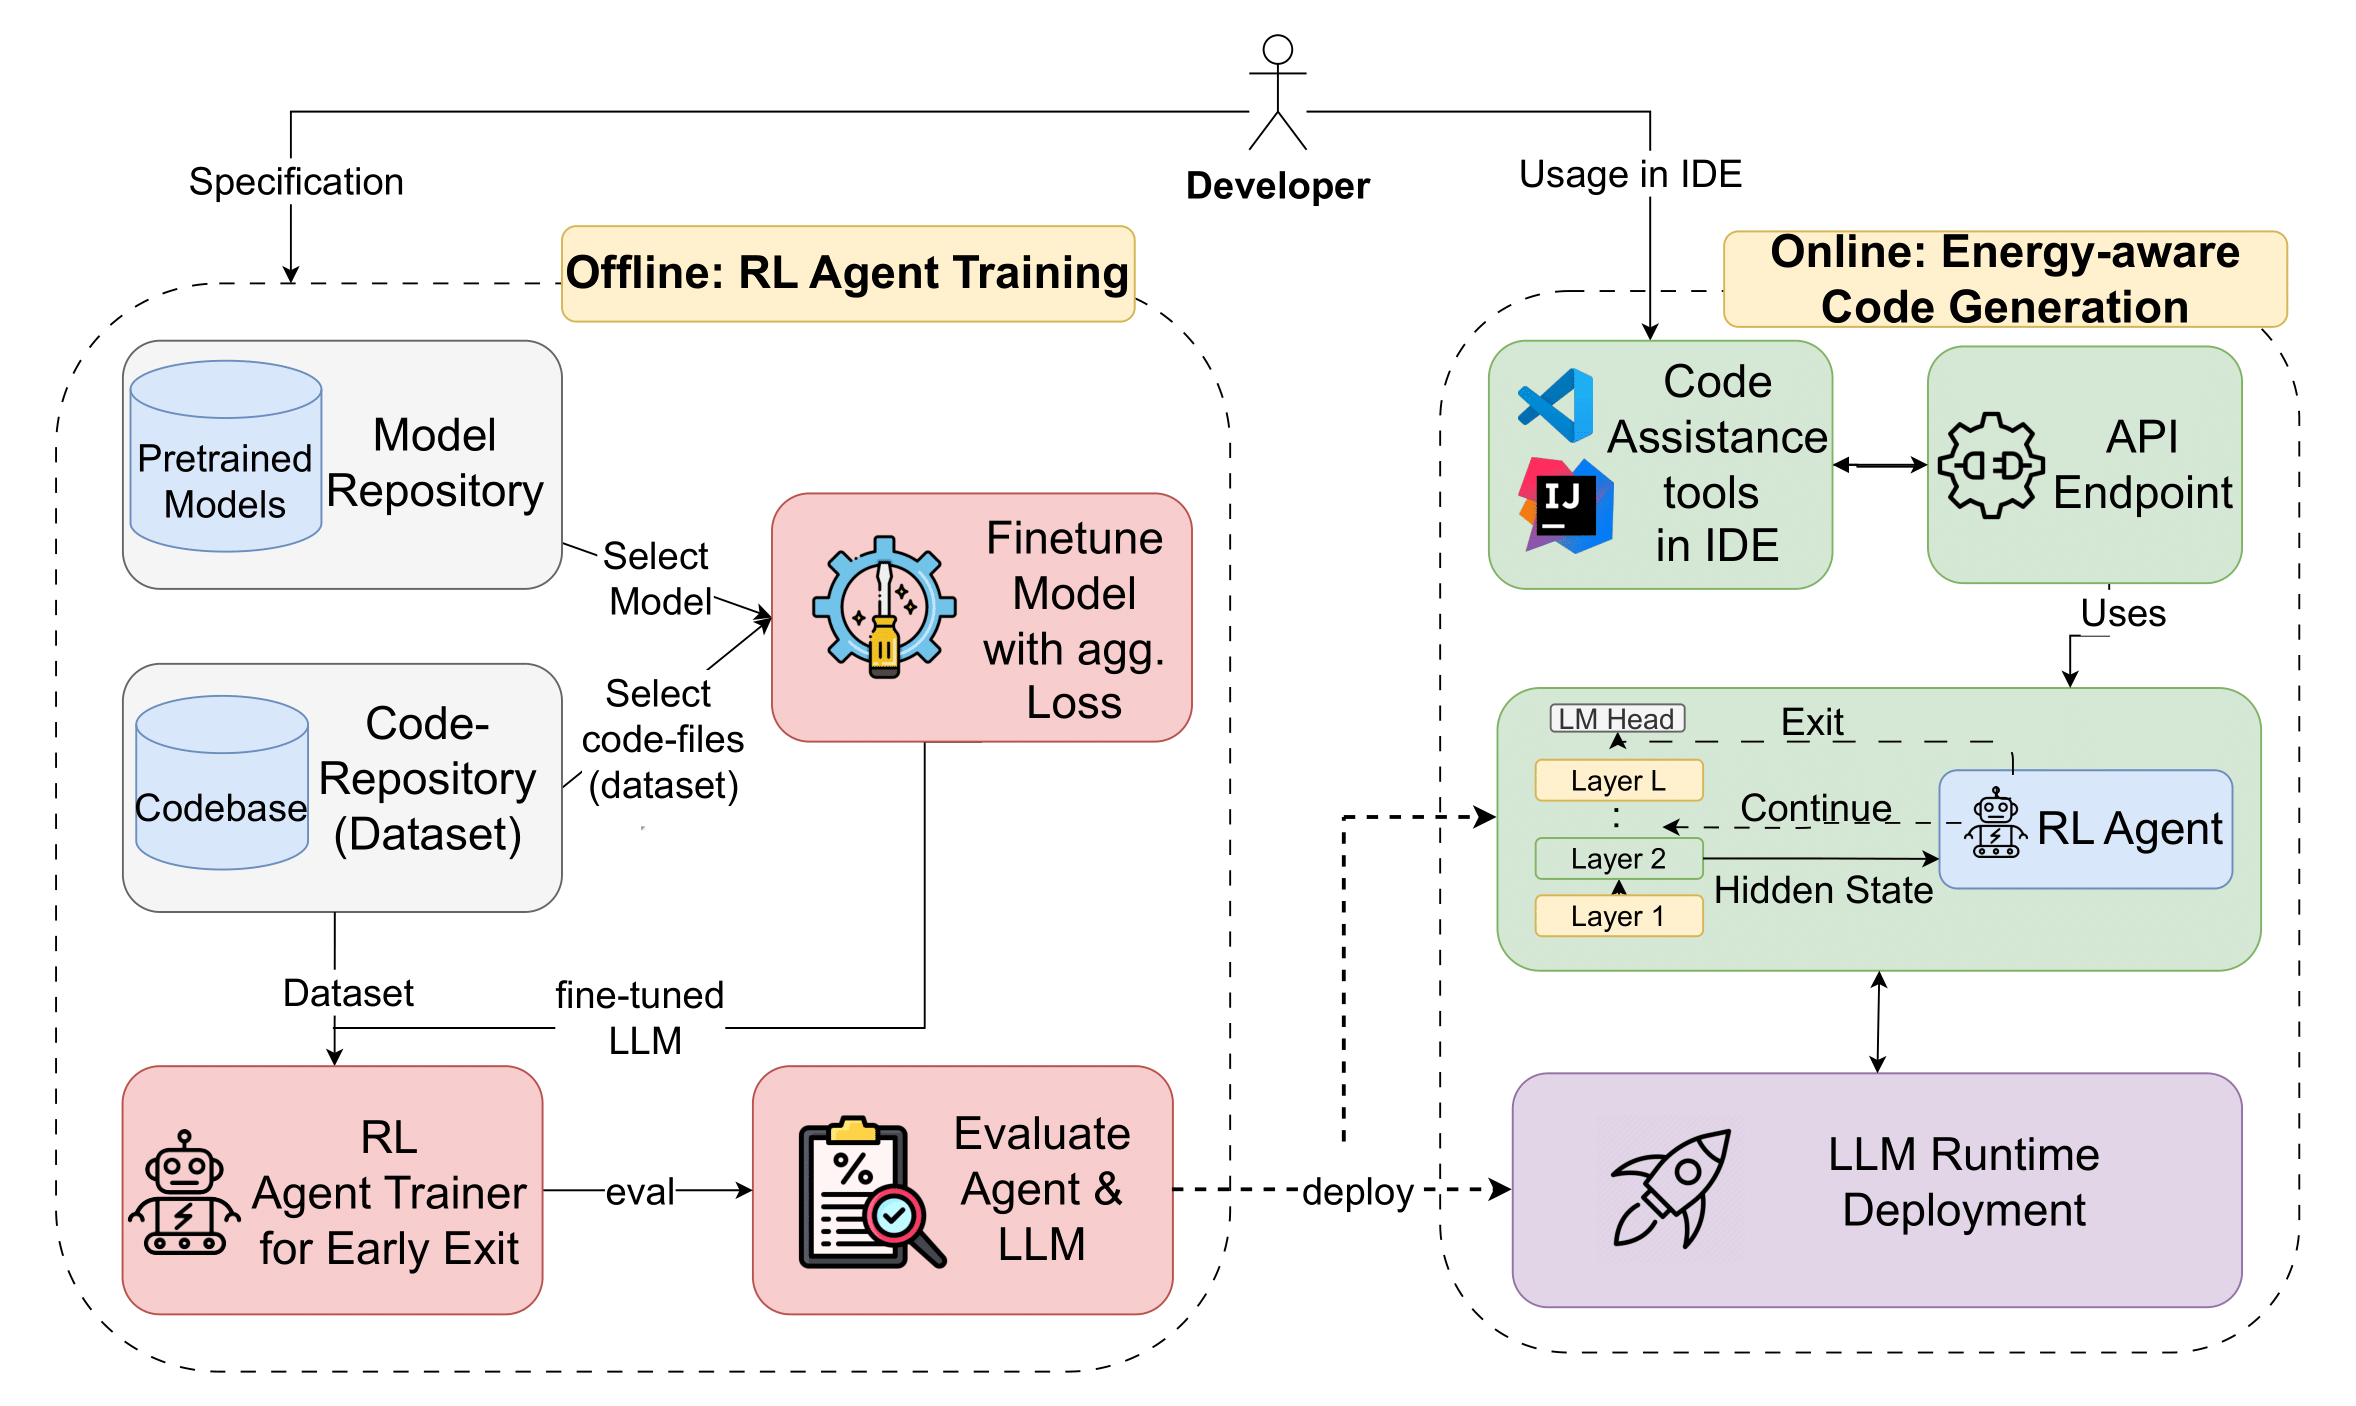 Developer
Specification
Usage in IDE
Offline: RL Agent Training
Pretrained
Models
Model
Repository
Select
Model
Finetune
Model
with agg.
Loss
Codebase
Code-
Repository
(Dataset)
Select
code-files
(dataset)
Dataset
fine-tuned
LLM
RL
Agent Trainer
for Early Exit
eval
Evaluate
Agent &
LLM
deploy
Online: Energy-aware
Code Generation
IJ
Code
Assistance
tools
in IDE
API
Endpoint
Uses
LM Head
Exit
Layer L
:
Continue
RL Agent
Layer 2
Hidden State
Layer 1
LLM Runtime
Deployment